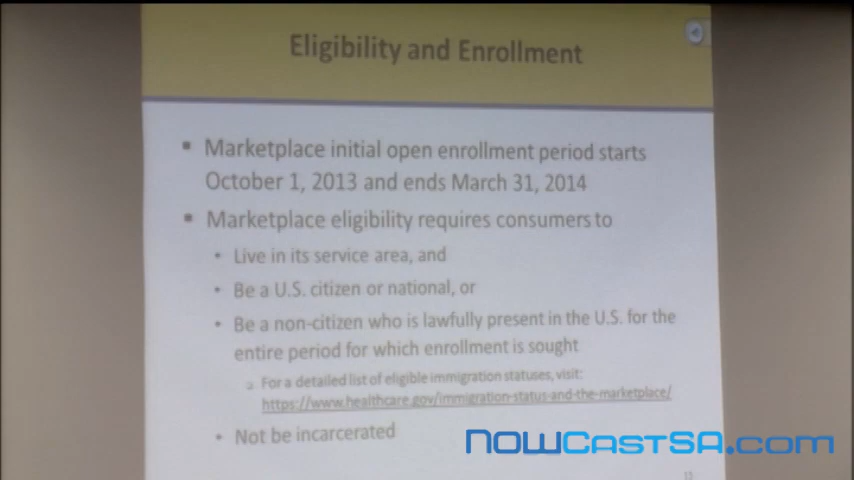 Eligibility and Enrollment
▪ Marketplace initial open enrollment period starts
October 1, 2013 and ends March 31, 2014
▪ Marketplace eligibility requires consumers to
• Live in its service area, and
• Be a U.S. citizen or national, or
• Be a non-citizen who is lawfully present in the U.S. for the
entire period for which enrollment is sought
❑ For a detailed list of eligible immigration statuses, visit:
https://www.healthcare.gov/immigration-status-and-the-marketplace/
• Not be incarcerated
NOWCASTSA.com
13